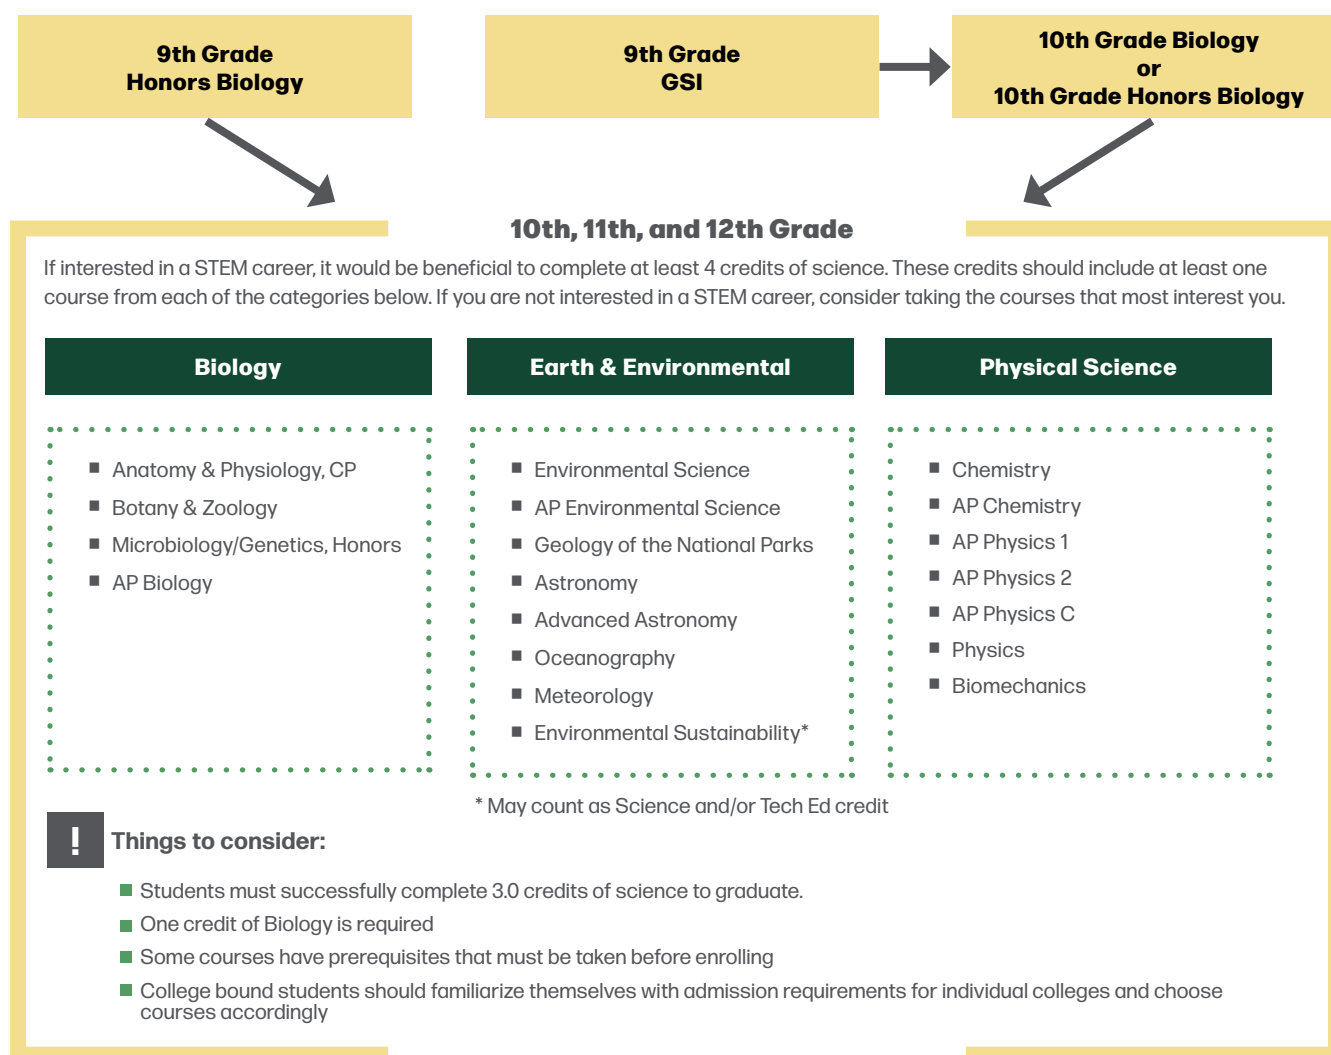 9th Grade
Honors Biology
9th Grade
GSI
10th Grade Biology
or
10th Grade Honors Biology
10th, 11th, and 12th Grade
If interested in a STEM career, it would be beneficial to complete at least 4 credits of science. These credits should include at least one
course from each of the categories below. If you are not interested in a STEM career, consider taking the courses that most interest you.
Biology
Anatomy & Physiology, CP
Botany & Zoology
Microbiology/Genetics, Honors
AP Biology
Earth & Environmental
Environmental Science
AP Environmental Science
Geology of the National Parks
Astronomy
Advanced Astronomy
Oceanography
Meteorology
Environmental Sustainability*
Physical Science
Chemistry
AP Chemistry
AP Physics 1
AP Physics 2
AP Physics C
Physics
Biomechanics
* May count as Science and/or Tech Ed credit
! Things to consider:
Students must successfully complete 3.0 credits of science to graduate.
One credit of Biology is required
Some courses have prerequisites that must be taken before enrolling
College bound students should familiarize themselves with admission requirements for individual colleges and choose
courses accordingly